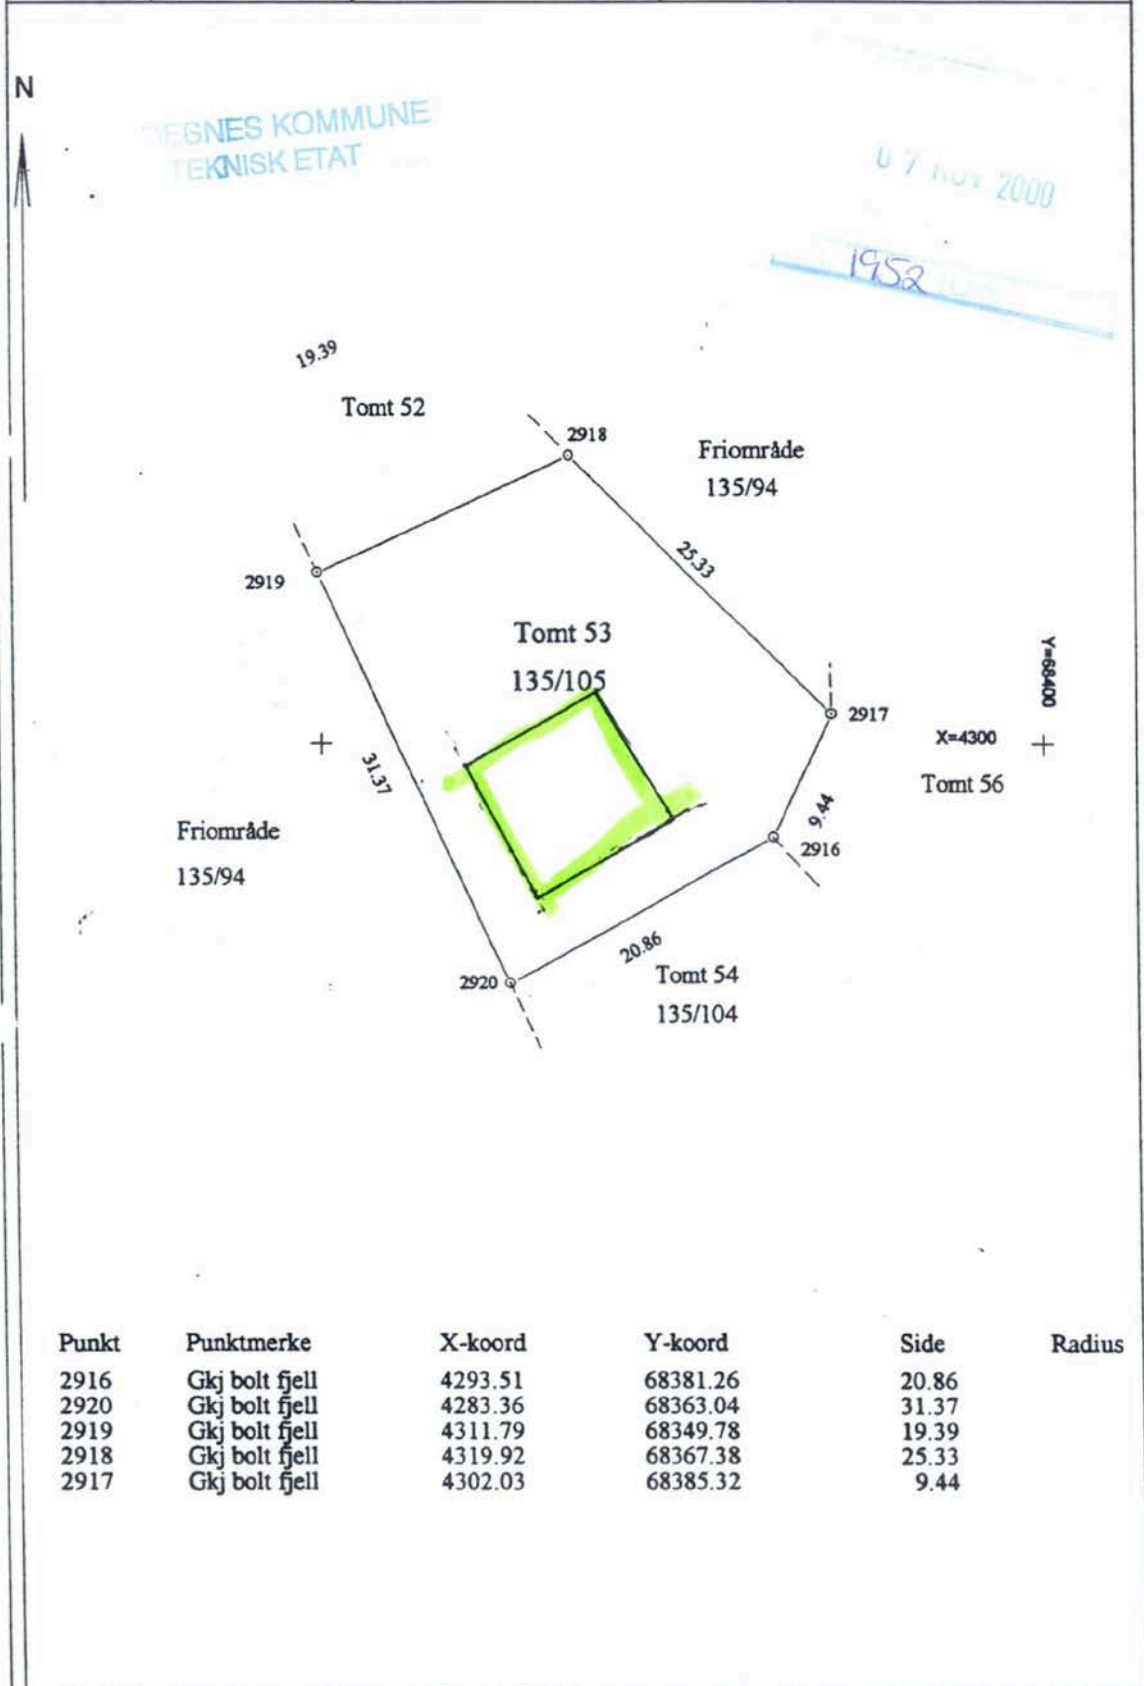 N
KOMMUNE
TEKNISK ETAT
07 NOV 2000
1952
19.39
Tomt 52
2918
Friområde
135/94
25.33
2919
Tomt 53
135/105
Y=68400
2917
X=4300
31.37
Tomt 56
9.44
Friområde
2916
135/94
20.86
Tomt 54
2920
135/104
Punkt Punktmerke X-koord Y-koord Side Radius
2916 Gkj bolt fjell 4293.51 68381.26 20.86
2920 Gkj bolt fjell 4283.36 68363.04 31.37
2919 Gkj bolt fjell 4311.79 68349.78 19.39
2918 Gkj bolt fjell 4319.92 68367.38 25.33
2917 Gkj bolt fjell 4302.03 68385.32 9.44